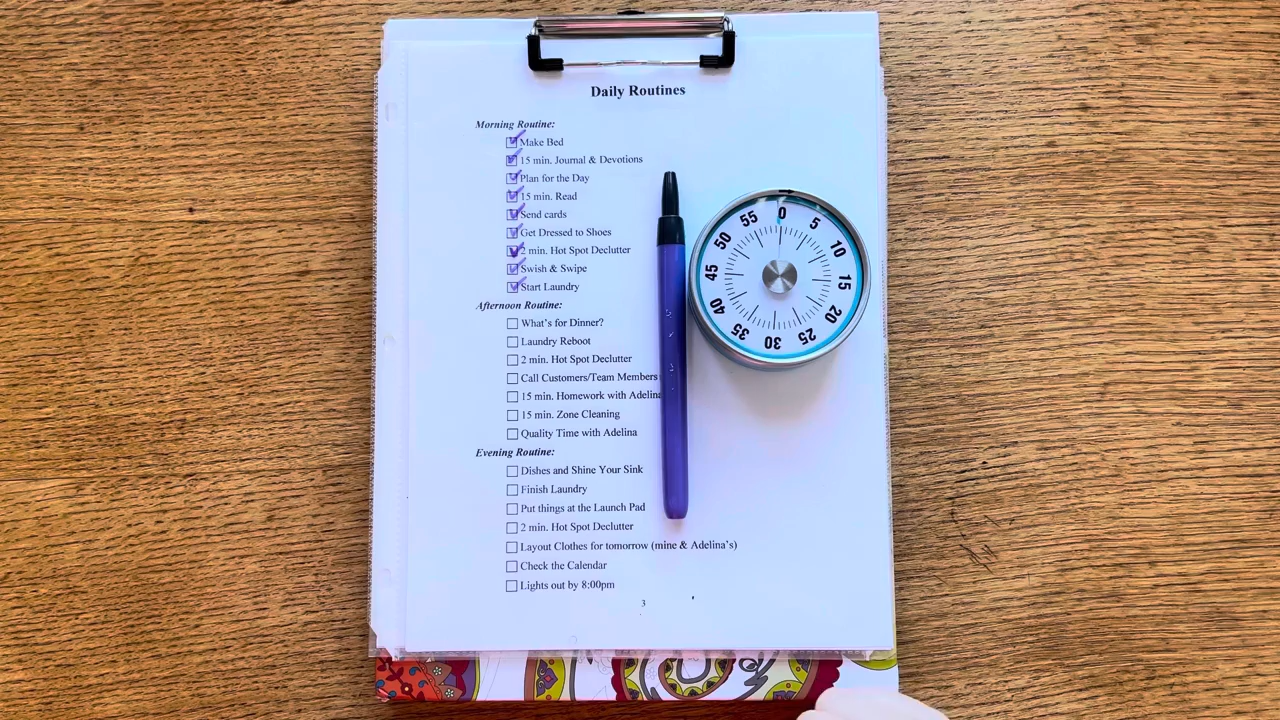 Daily Routines
Morning Routine:
Make Bed
15 min. Journal & Devotions
Plan for the Day
15 min. Read
Send cards
Get Dressed to Shoes
2 min. Hot Spot Declutter
Swish & Swipe
Start Laundry
Afternoon Routine:
What's for Dinner?
Laundry Reboot
2 min. Hot Spot Declutter
Call Customers/Team Members
15 min. Homework with Adelina
15 min. Zone Cleaning
Quality Time with Adelina
Evening Routine:
Dishes and Shine Your Sink
Finish Laundry
Put things at the Launch Pad
2 min. Hot Spot Declutter
Layout Clothes for tomorrow (mine & Adelina's)
Check the Calendar
Lights out by 8:00pm
3
0
5
10
15
20
25
30
35
40
45
50
55